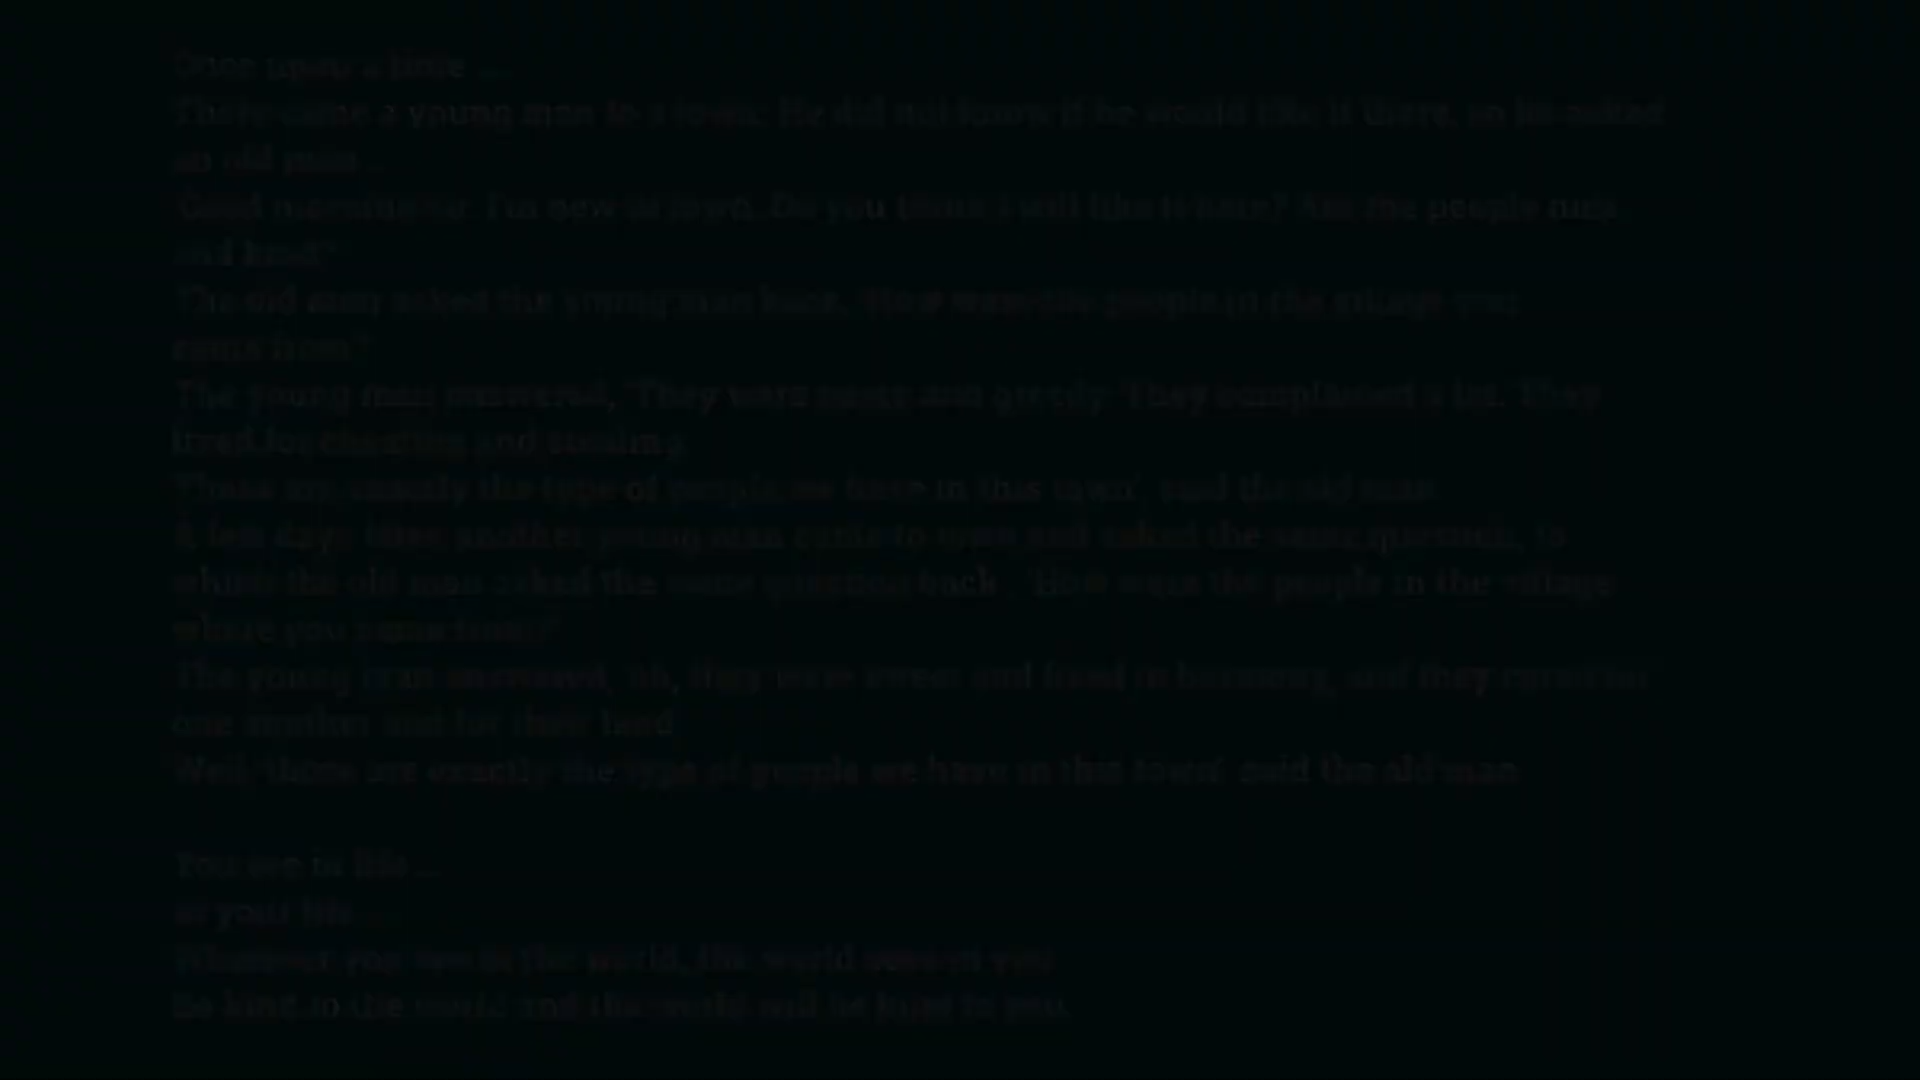 Once upon a time ...
There came a young man to a town. He did not know if he would like it there, so he asked
an old man ..
'Good morning sir. I'm new in town. Do you think I will like it here? Are the people nice
and kind?'
The old man asked the young man back, 'How were the people in the village you
came from?'
The young man answered, 'They were and greedy. They complained a lot. They
lived for cheating and stealing.'
'Those are exactly the type of people we have in this town', said the old man.
A few days later another young man came to town and asked the same question, to
which the old man asked the same question back. 'How were the people in the village
where you came from?'
The young man answered, 'oh, they were sweet and lived in harmony, and they cared for
one another and for their land.'
'Well, those are exactly the type of people we have in this town', said the old man.
You see in life ...
in your life ...
Whatever you the world, the world you.
Be kind to the world and the world will be kind to you.